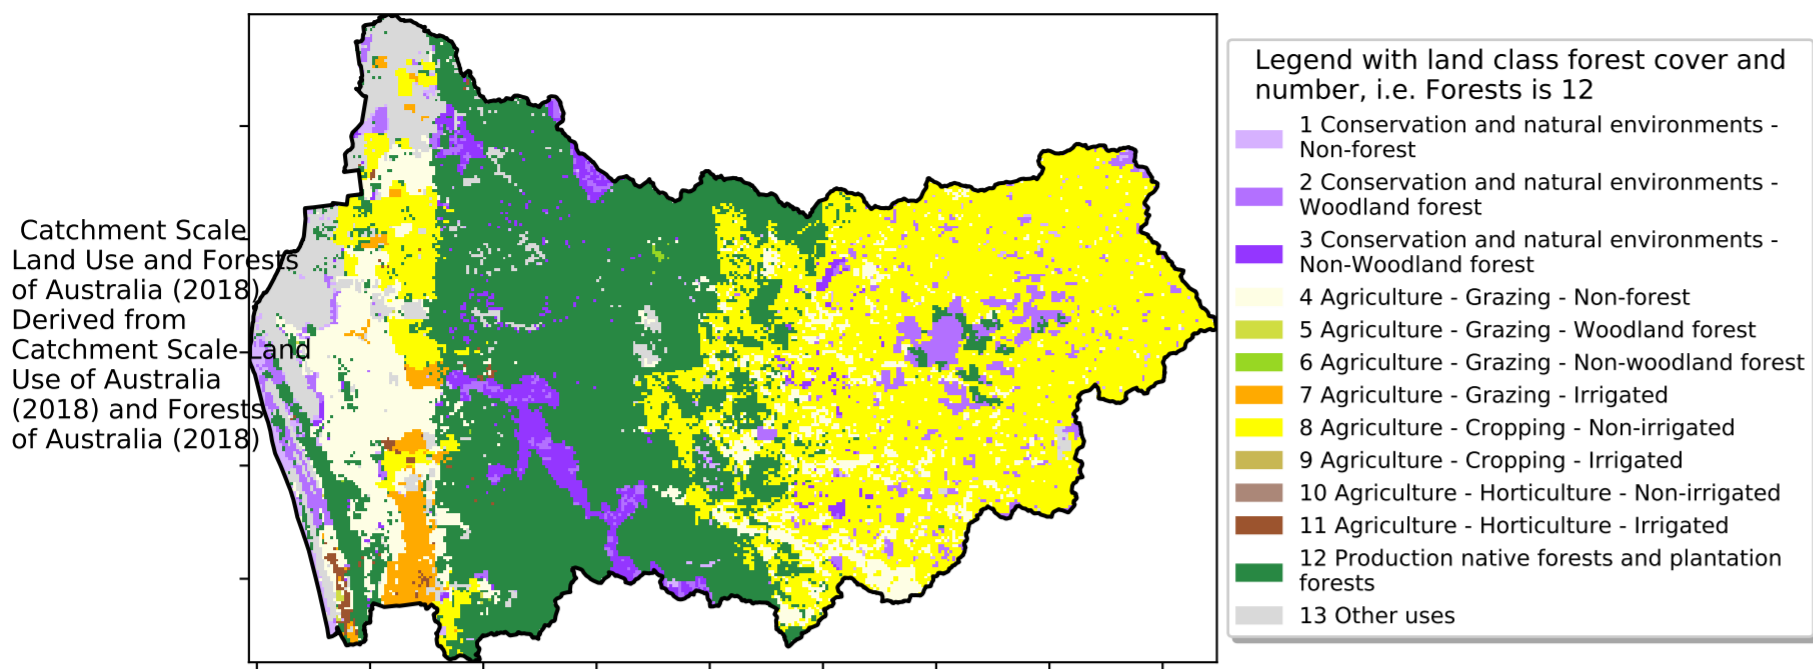 Catchment Scale
Land Use and Forests
of Australia (2018)
Derived from
Catchment Scale Land
Use of Australia
(2018) and Forests
of Australia (2018)
Legend with land class forest cover and
number, i.e. Forests is 12
1 Conservation and natural environments -
Non-forest
2 Conservation and natural environments -
Woodland forest
3 Conservation and natural environments -
Non-Woodland forest
4 Agriculture - Grazing - Non-forest
5 Agriculture - Grazing - Woodland forest
6 Agriculture - Grazing - Non-woodland forest
7 Agriculture - Grazing - Irrigated
8 Agriculture - Cropping - Non-irrigated
9 Agriculture - Cropping - Irrigated
10 Agriculture - Horticulture - Non-irrigated
11 Agriculture - Horticulture - Irrigated
12 Production native forests and plantation
forests
13 Other uses